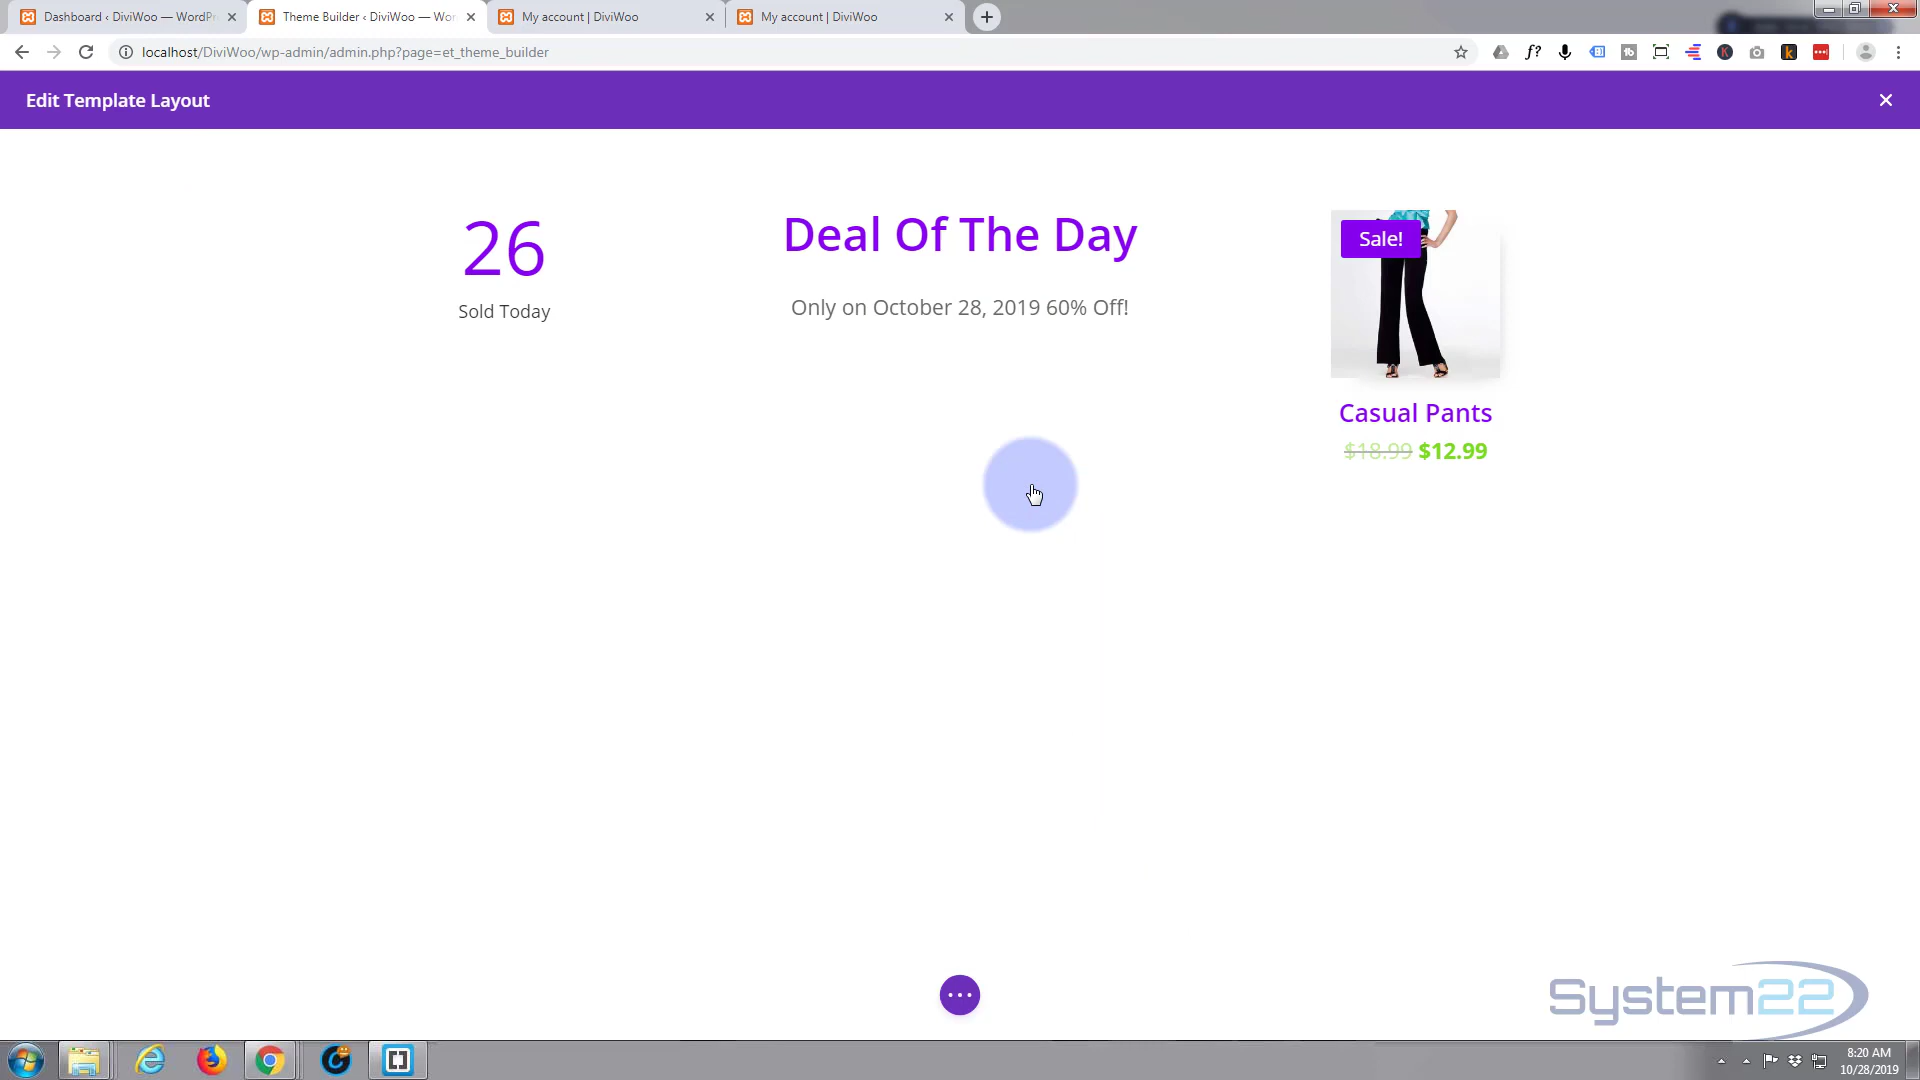 Dashboard ‹ DiviWoo — WordPr
Theme Builder ‹ DiviWoo — Wor
My account | DiviWoo
My account | DiviWoo
localhost/DiviWoo/wp-admin/admin.php?page=et_theme_builder
Edit Template Layout
26
Sold Today
Deal Of The Day
Only on October 28, 2019 60% Off!
Sale!
Casual Pants
$18.99 $12.99
System22
8:20 AM
10/28/2019